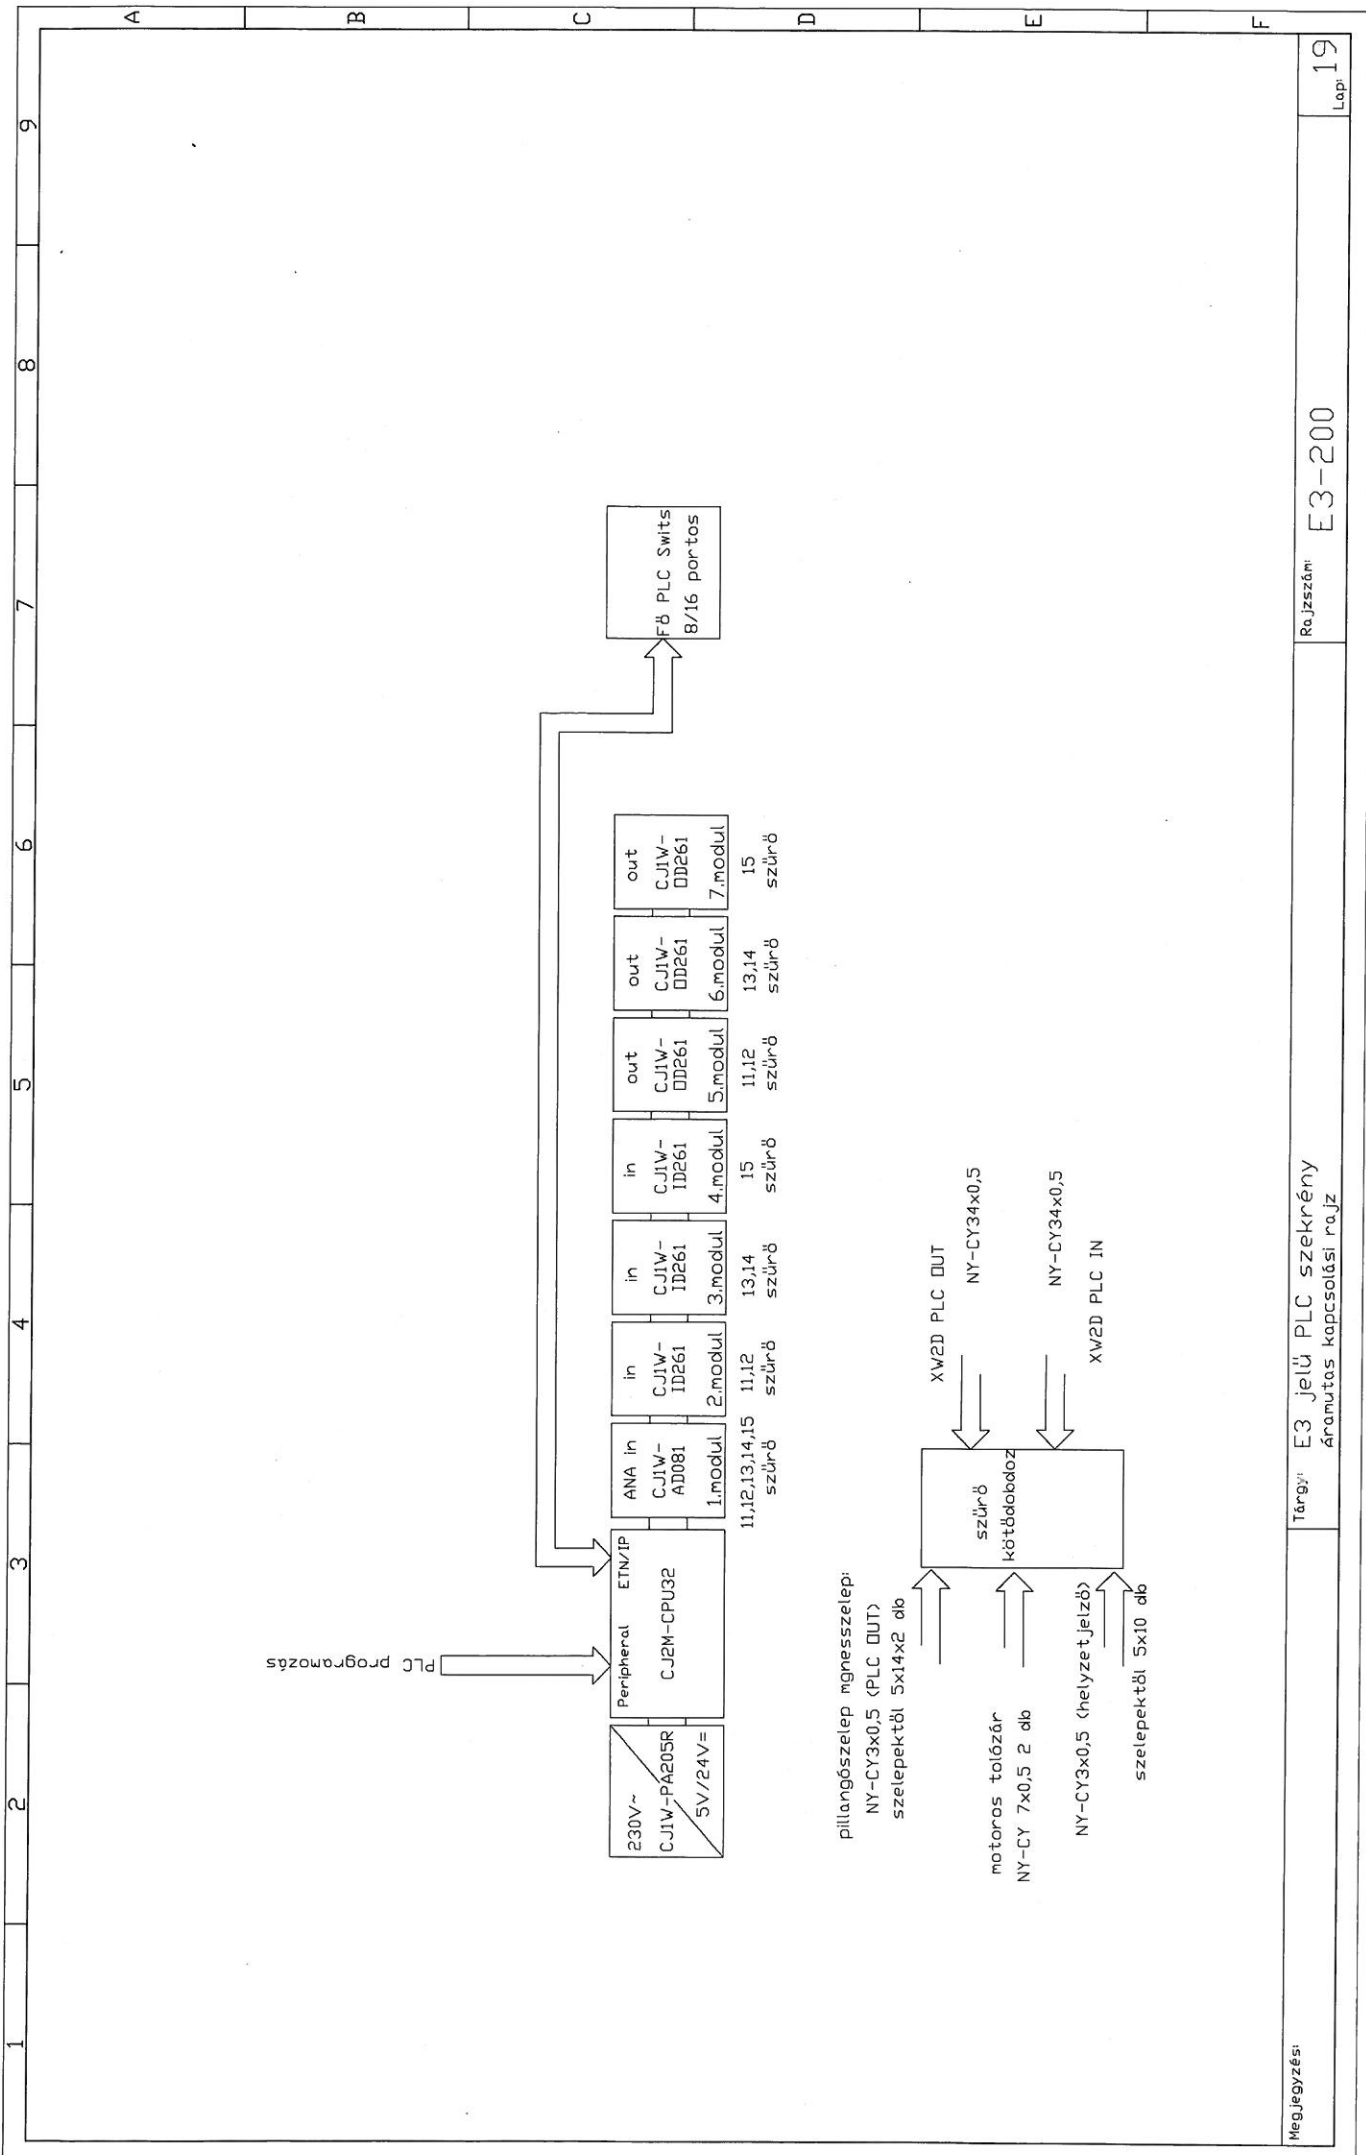 1 2 3 4 5 6 7 8 9
A
B
C
D
E
F
PLC programozás
230V~
CJ1W-PA205R
5V/24V=
Peripheral ETN/IP
CJ2M-CPU32
ANA in
CJ1W-
AD081
1.modul
11,12,13,14,15
szűrő
in
CJ1W-
ID261
2.modul
11,12
szűrő
in
CJ1W-
ID261
3.modul
13,14
szűrő
in
CJ1W-
ID261
4.modul
15
szűrő
out
CJ1W-
OD261
5.modul
11,12
szűrő
out
CJ1W-
OD261
6.modul
13,14
szűrő
out
CJ1W-
OD261
7.modul
15
szűrő
Fő PLC Swits
8/16 portos
pillangószelep mgnesszelep:
NY-CY3x0,5 (PLC OUT)
szelepektől 5x14x2 db
motoros tolózár
NY-CY 7x0,5 2 db
NY-CY3x0,5 (helyzetjelző)
szelepektől 5x10 db
szűrő
kötődobdoz
XW2D PLC OUT
NY-CY34x0,5
NY-CY34x0,5
XW2D PLC IN
Megjegyzés:
Tárgy: E3 jelű PLC szekrény
Áramutas kapcsolási rajz
Rajzszám: E3-200
Lap: 19